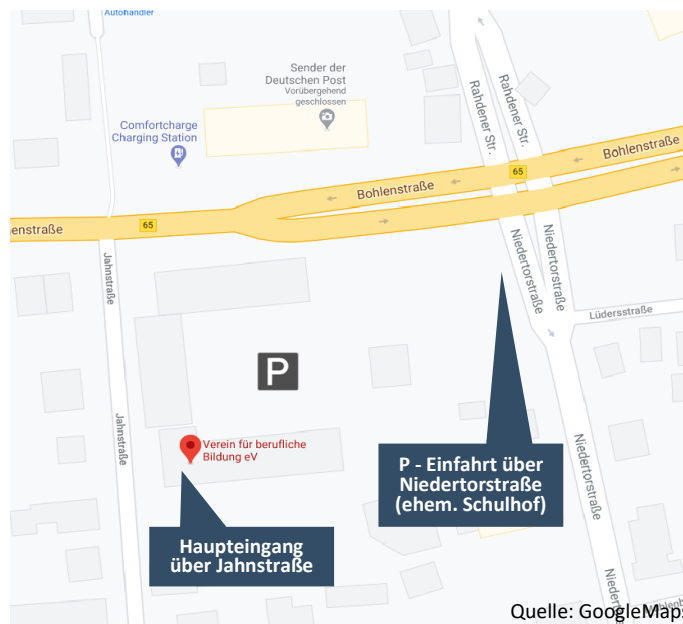 Autohändler
Sender der
Deutschen Post
Vorübergehend
geschlossen
Comfortcharge
Charging Station
Rahdener Str.
Rahdener Str.
Bohlenstraße
65
Bohlenstraße
enstraße
65
Jahnstraße
Niedertorstraße
Niedertorstraße
Lüdersstraße
P
Jahnstraße
Verein für berufliche
Bildung eV
P - Einfahrt über
Niedertorstraße
(ehem. Schulhof)
Niedertorstraße
Haupteingang
über Jahnstraße
Niedert
Quelle: GoogleMaps